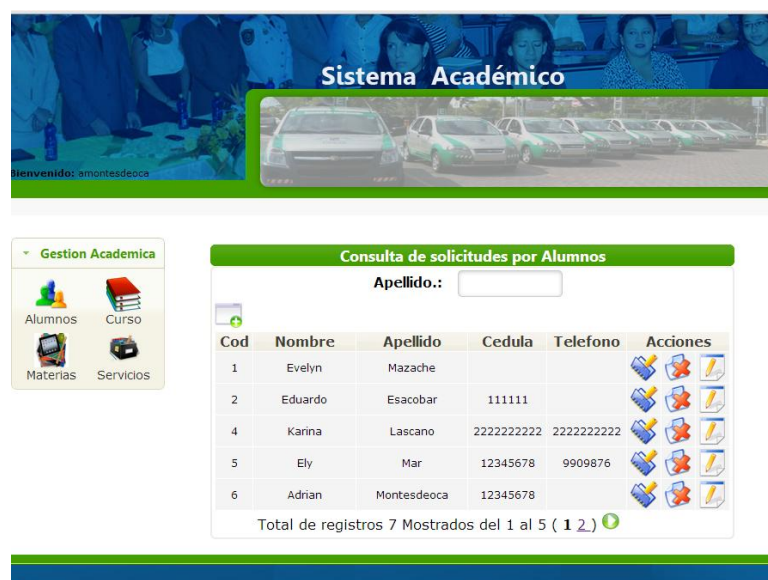 Sistema Académico
Bienvenido: amontesdeoca
Gestion Academica
Alumnos Curso
Materias Servicios
Consulta de solicitudes por Alumnos
Apellido.:
Cod Nombre Apellido Cedula Telefono Acciones
1 Evelyn Mazache
2 Eduardo Esacobar 111111
4 Karina Lascano 2222222222 2222222222
5 Ely Mar 12345678 9909876
6 Adrian Montesdeoca 12345678
Total de registros 7 Mostrados del 1 al 5 ( 1 2 )